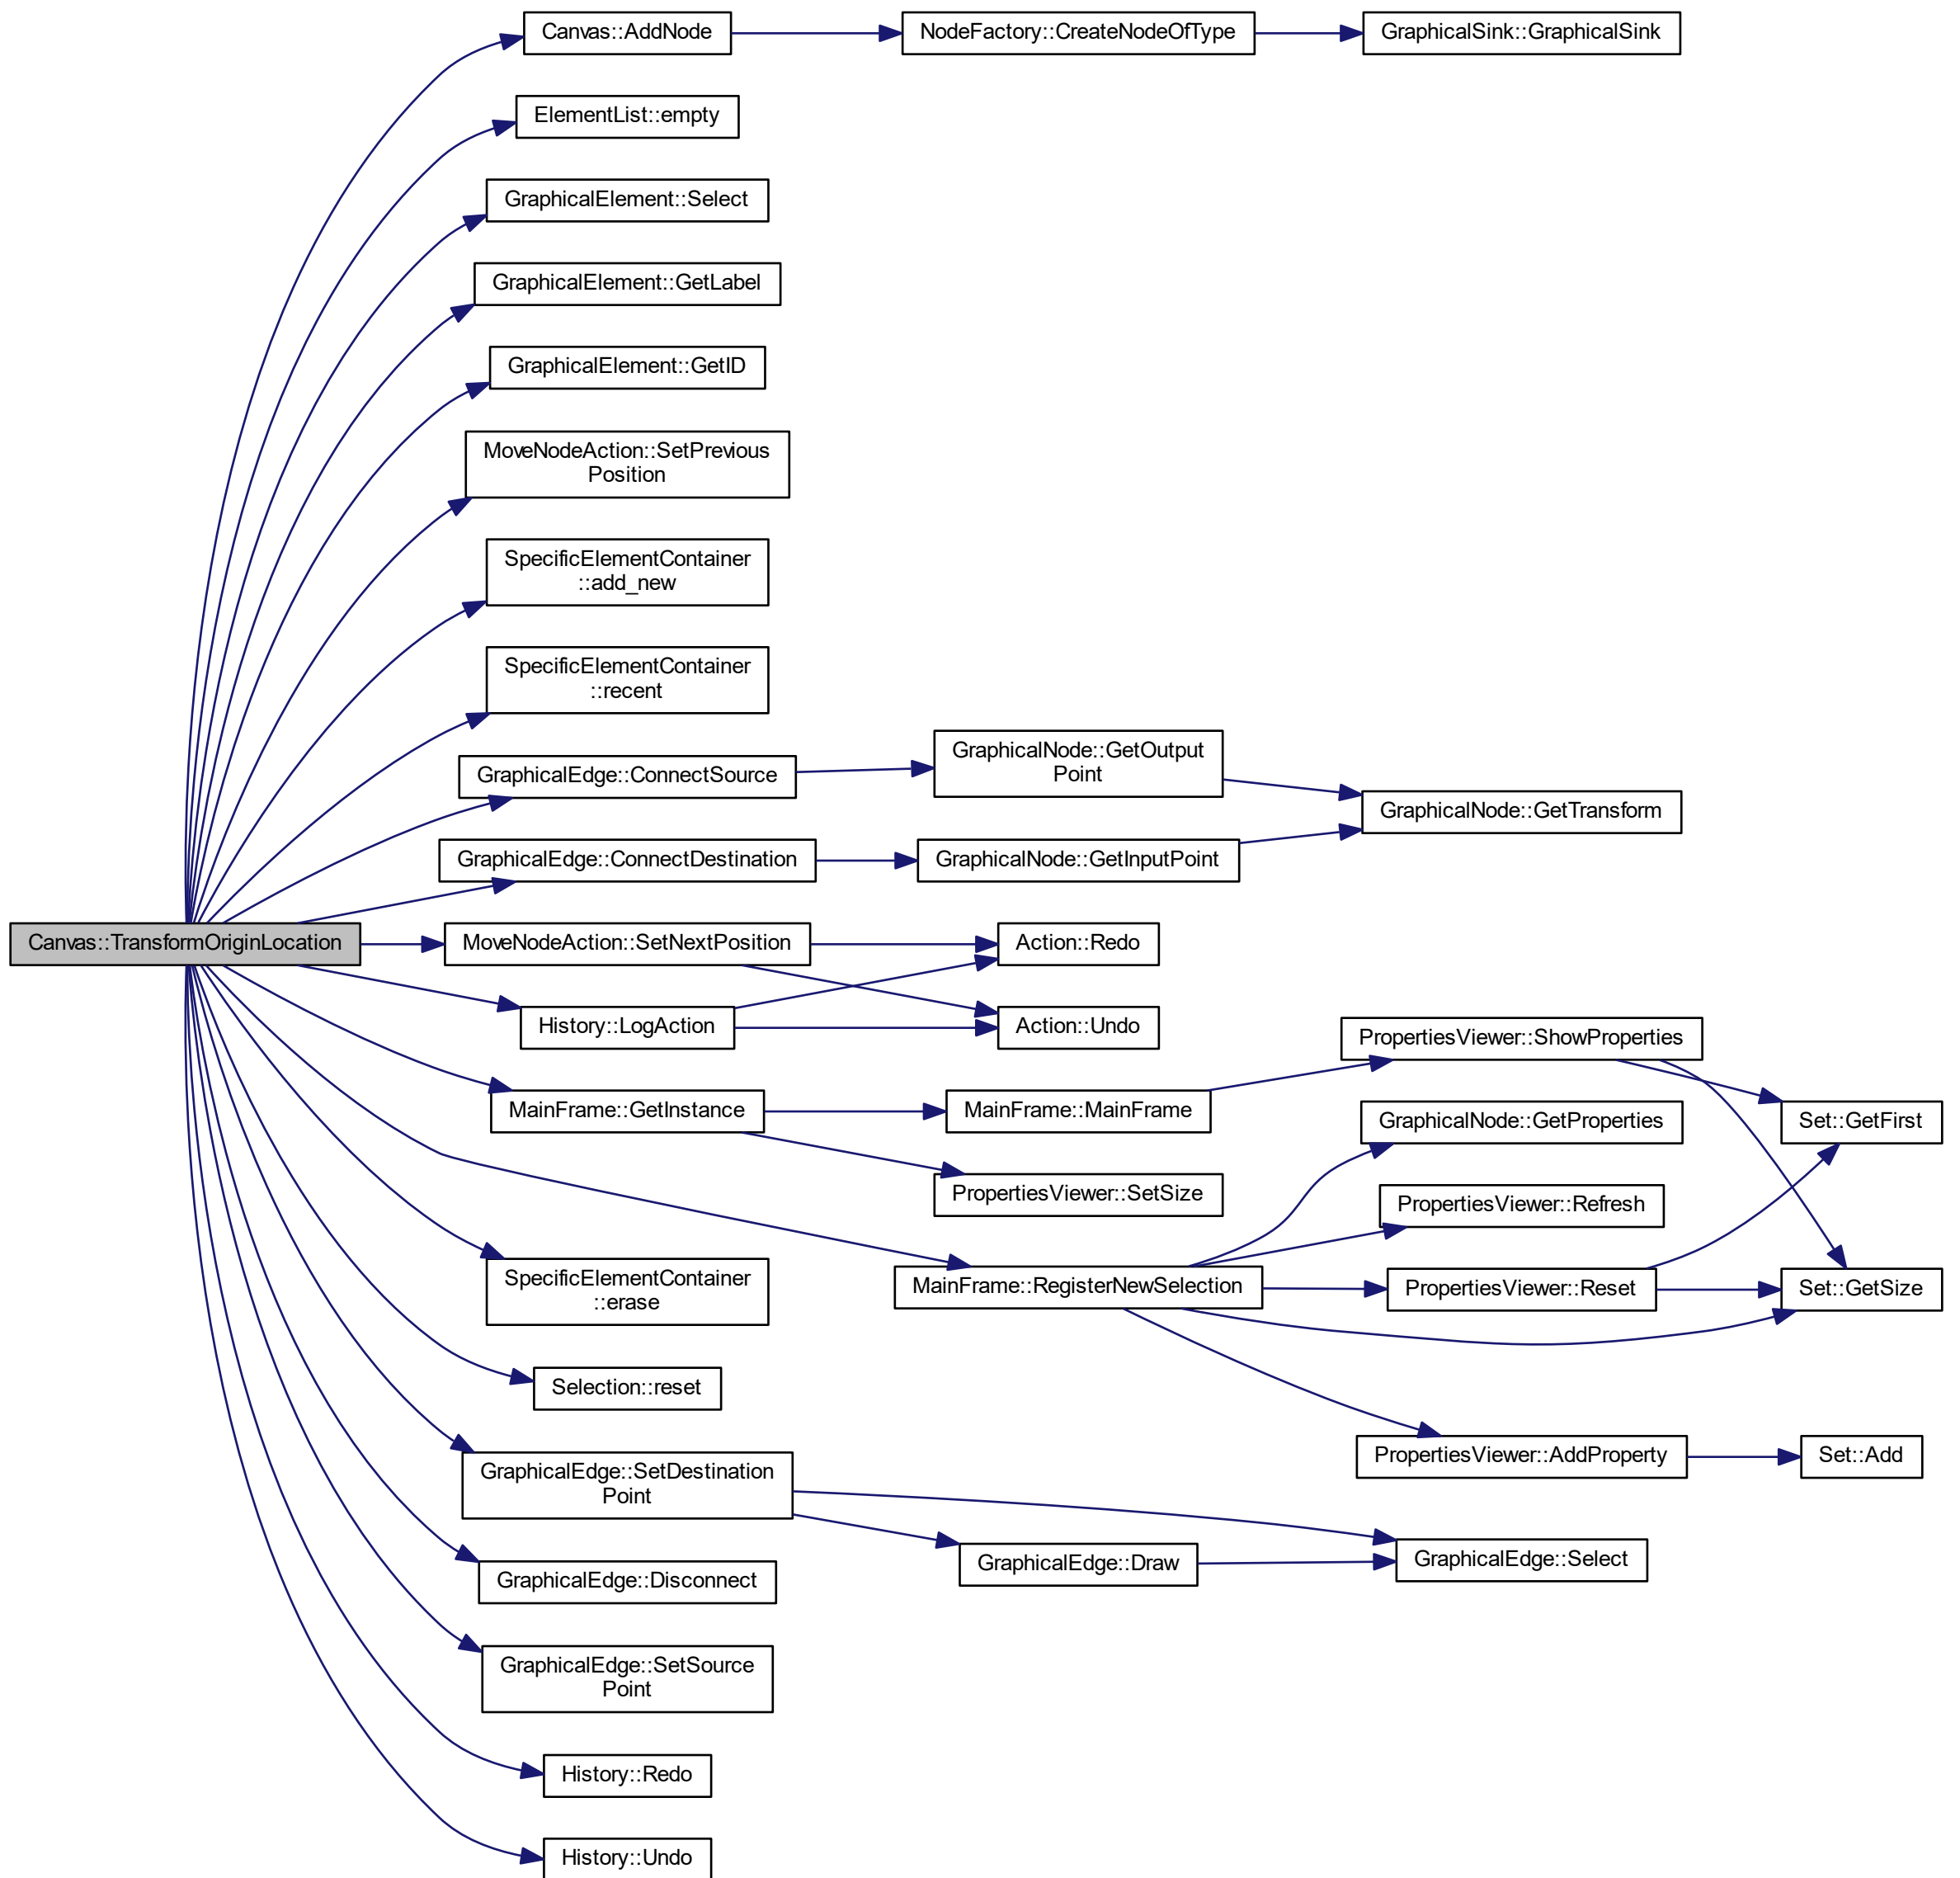 Canvas::AddNode
NodeFactory::CreateNodeOfType
GraphicalSink::GraphicalSink
ElementList::empty
GraphicalElement::Select
GraphicalElement::GetLabel
GraphicalElement::GetID
MoveNodeAction::SetPrevious
Position
SpecificElementContainer
::add_new
SpecificElementContainer
::recent
GraphicalEdge::ConnectSource
GraphicalNode::GetOutput
Point
GraphicalNode::GetTransform
GraphicalEdge::ConnectDestination
GraphicalNode::GetInputPoint
Canvas::TransformOriginLocation
MoveNodeAction::SetNextPosition
Action::Redo
History::LogAction
Action::Undo
PropertiesViewer::ShowProperties
MainFrame::GetInstance
MainFrame::MainFrame
GraphicalNode::GetProperties
Set::GetFirst
PropertiesViewer::SetSize
PropertiesViewer::Refresh
SpecificElementContainer
::erase
MainFrame::RegisterNewSelection
PropertiesViewer::Reset
Set::GetSize
Selection::reset
PropertiesViewer::AddProperty
Set::Add
GraphicalEdge::SetDestination
Point
GraphicalEdge::Draw
GraphicalEdge::Select
GraphicalEdge::Disconnect
GraphicalEdge::SetSource
Point
History::Redo
History::Undo